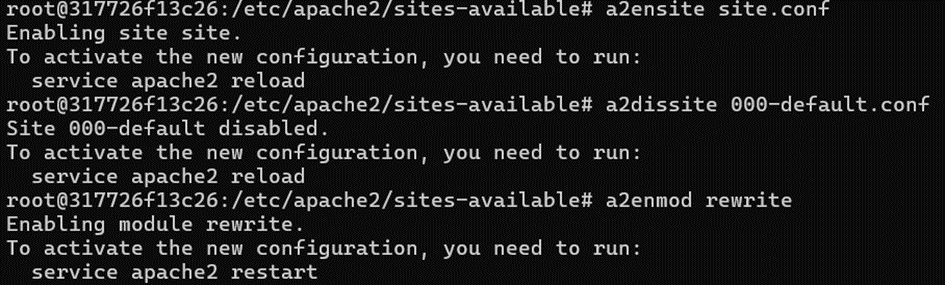 root@317726f13c26:/etc/apache2/sites-available# a2ensite site.conf
Enabling site site.
To activate the new configuration, you need to run:
  service apache2 reload
root@317726f13c26:/etc/apache2/sites-available# a2dissite 000-default.conf
Site 000-default disabled.
To activate the new configuration, you need to run:
  service apache2 reload
root@317726f13c26:/etc/apache2/sites-available# a2enmod rewrite
Enabling module rewrite.
To activate the new configuration, you need to run:
  service apache2 restart